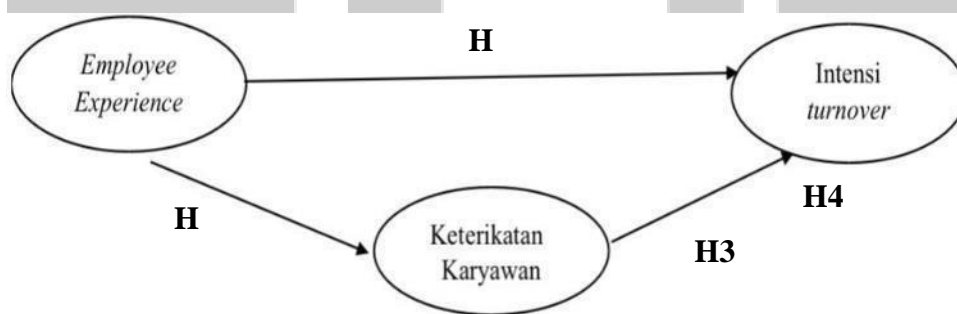 H
Employee
Experience
Intensi
turnover
H
Keterikatan
Karyawan
H4
H3